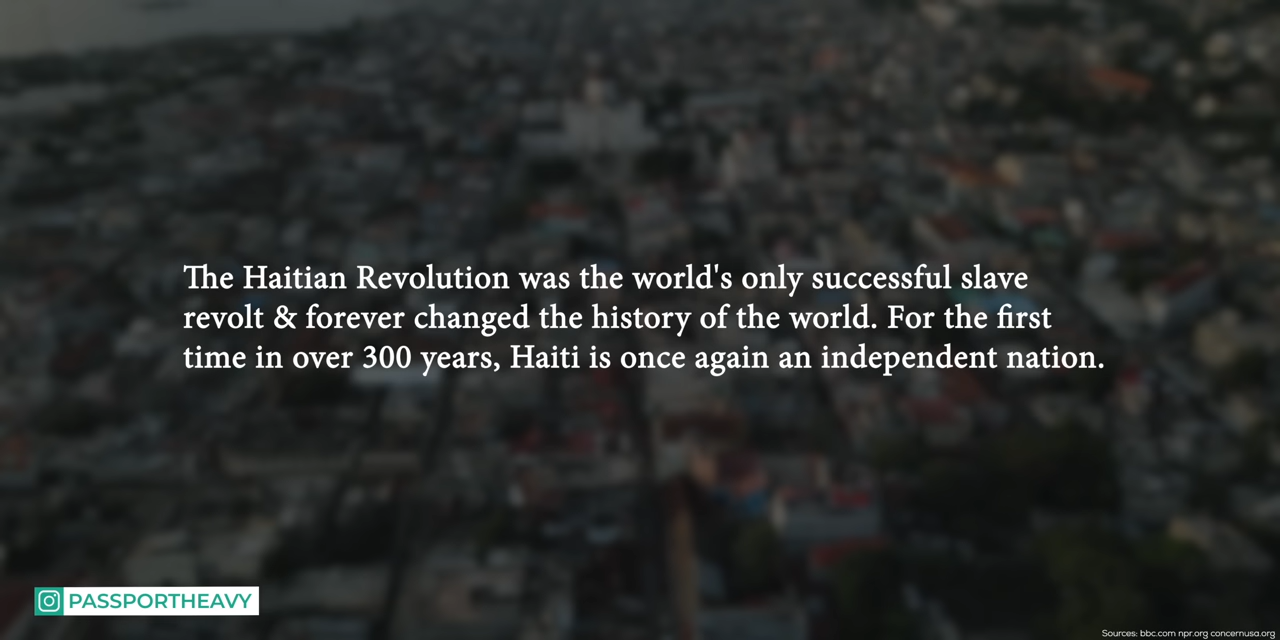 The Haitian Revolution was the world's only successful slave
revolt & forever changed the history of the world. For the first
time in over 300 years, Haiti is once again an independent nation.
PASSPORTHEAVY
Sources: bbc.com npr.org concernusa.org